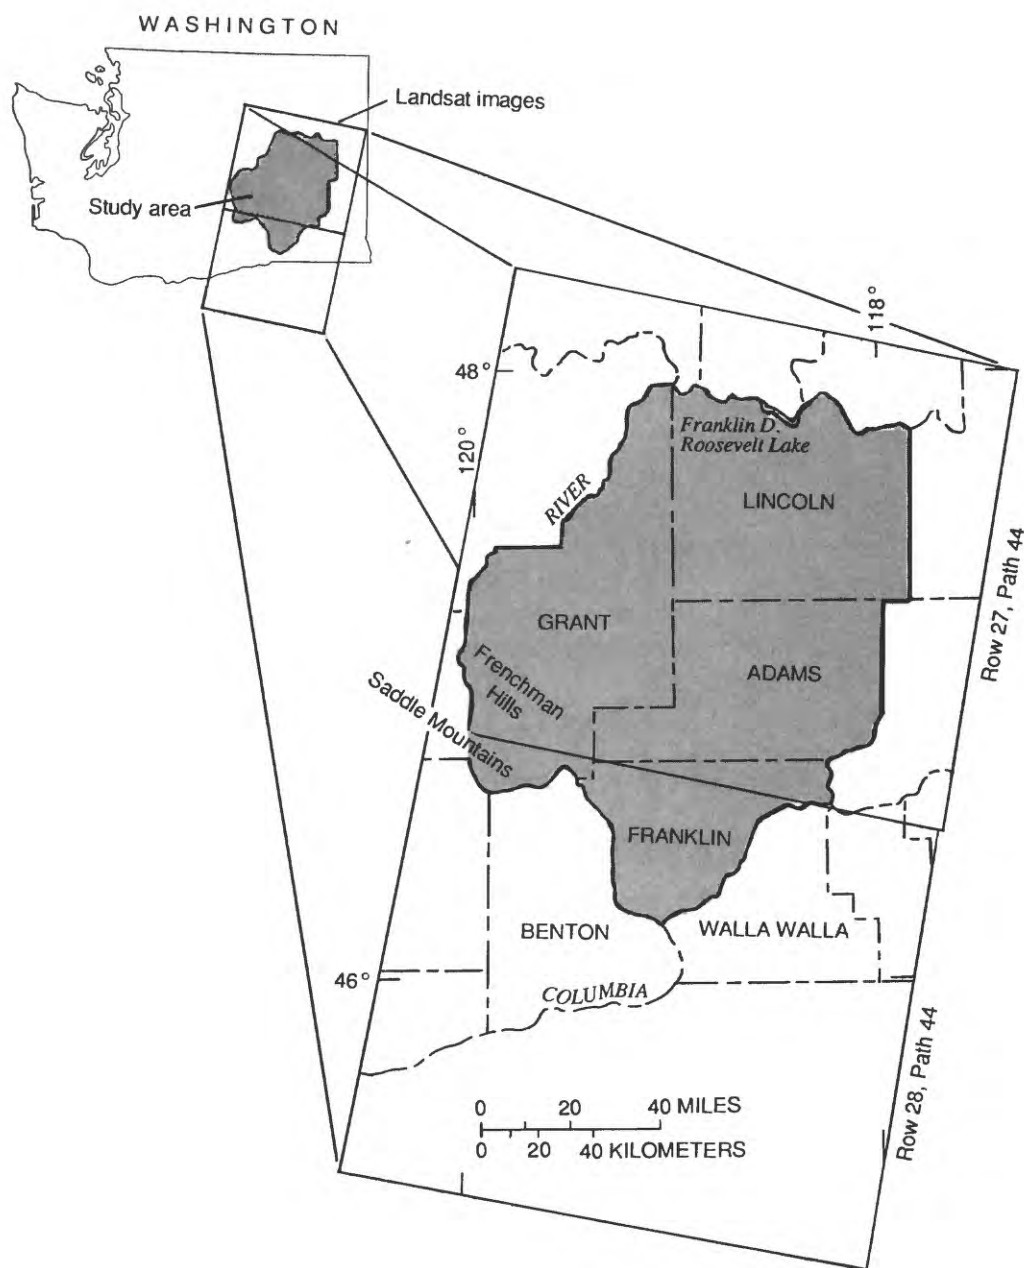 WASHINGTON
Landsat images
Study area
118°
48°
120°
Franklin D.
Roosevelt Lake
RIVER
LINCOLN
Row 27, Path 44
GRANT
ADAMS
Frenchman
Hills
Saddle Mountains
FRANKLIN
BENTON
WALLA WALLA
46°
COLUMBIA
Row 28, Path 44
0 20 40 MILES
0 20 40 KILOMETERS